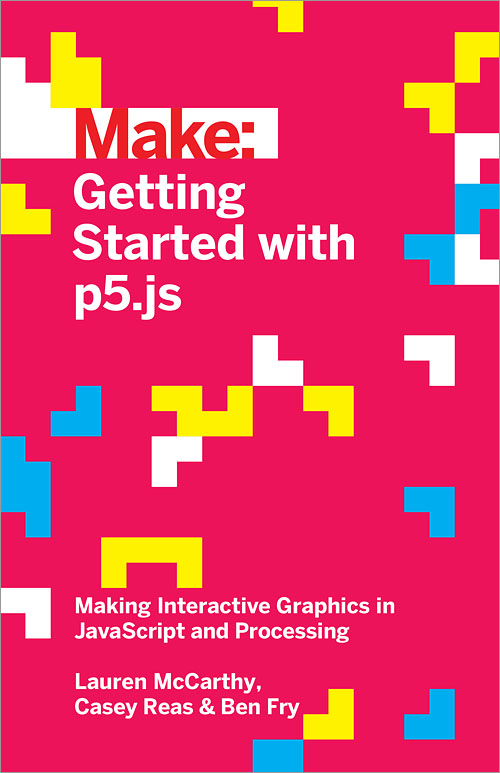 Make:
Getting
Started with
p5.js
Making Interactive Graphics in
JavaScript and Processing
Lauren McCarthy,
Casey Reas & Ben Fry